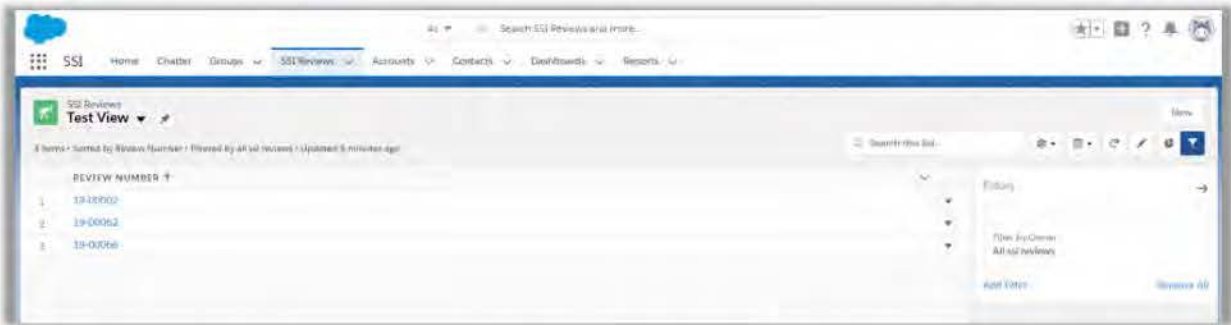 All Search SSI Reviews and more...
SSI Home Chatter Groups SSI Reviews Accounts Contacts Dashboards Reports
SSI Reviews
Test View
New
3 items • Sorted by Review Number • Filtered by all ssi reviews • Updated 5 minutes ago
Search this list...
REVIEW NUMBER
Filters
1
2 19-00062
3 19-00066
Filter by Owner
All ssi reviews
Add Filter Remove All